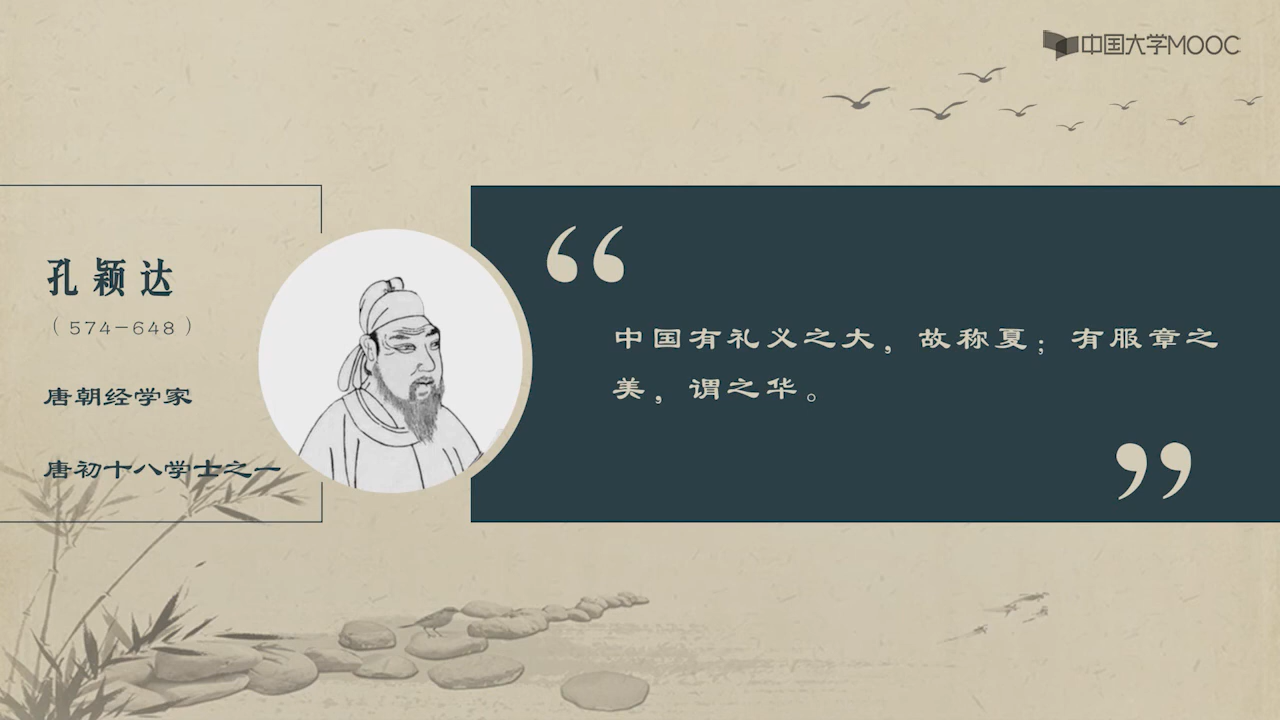 中国大学MOOC
孔颖达
（574－648）
唐朝经学家
唐初十八学士之一
“
中国有礼义之大，故称夏；有服章之
美，谓之华。
”